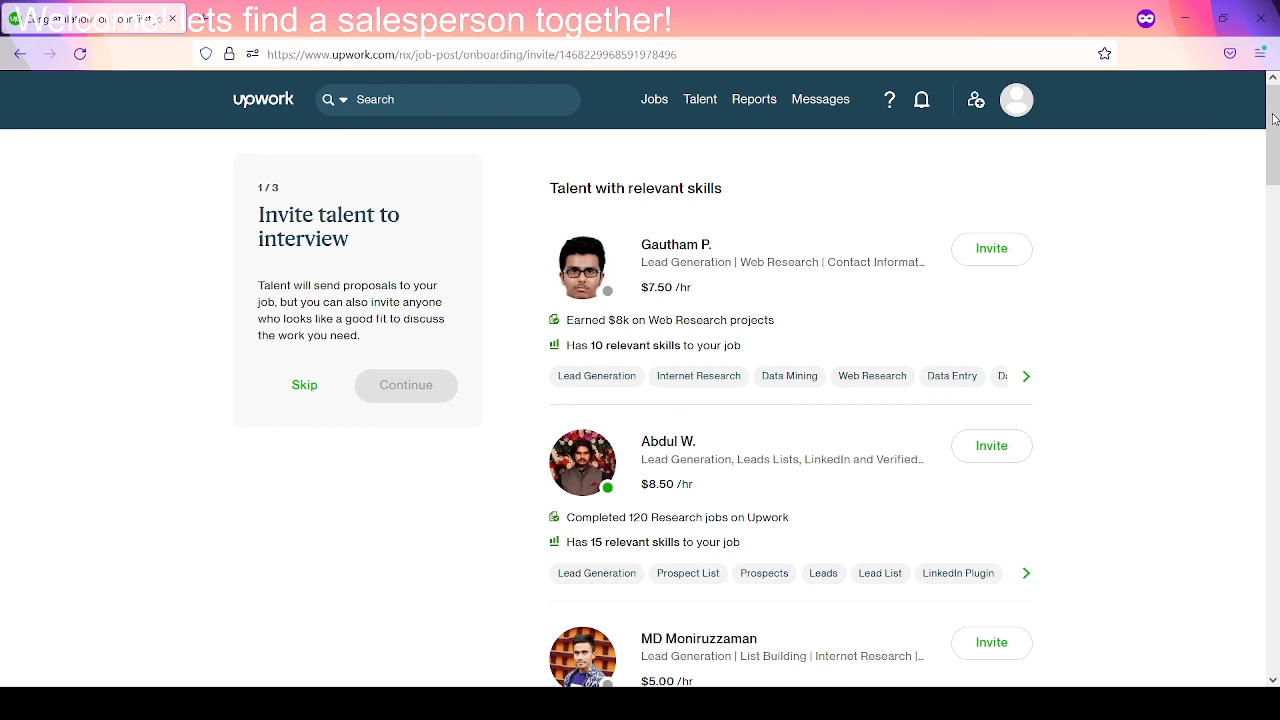 Welcome! lets find a salesperson together!
https://www.upwork.com/nx/job-post/onboarding/invite/1468229968591978496
upwork
Search
Jobs Talent Reports Messages
1 / 3
Invite talent to
interview
Talent will send proposals to your
job, but you can also invite anyone
who looks like a good fit to discuss
the work you need.
Skip
Continue
Talent with relevant skills
Gautham P.
Lead Generation | Web Research | Contact Informat...
$7.50 /hr
Invite
Earned $8k on Web Research projects
Has 10 relevant skills to your job
Lead Generation Internet Research Data Mining Web Research Data Entry
Abdul W.
Lead Generation, Leads Lists, LinkedIn and Verified...
$8.50 /hr
Invite
Completed 120 Research jobs on Upwork
Has 15 relevant skills to your job
Lead Generation Prospect List Prospects Leads Lead List LinkedIn Plugin
MD Moniruzzaman
Lead Generation | List Building | Internet Research |...
$5.00 /hr
Invite